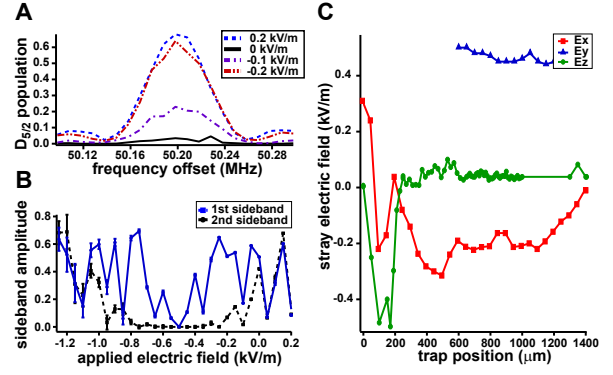 A
D5/2 population
0.6
0.5
0.4
0.3
0.2
0.1
0.0
0.2 kV/m
0 kV/m
-0.1 kV/m
-0.2 kV/m
50.12
50.16
50.20
50.24
50.28
frequency offset (MHz)
B
sideband amplitude
0.8
0.6
0.4
0.2
0.0
1st sideband
2nd sideband
-1.2
-1.0
-0.8
-0.6
-0.4
-0.2
0.0
0.2
applied electric field (kV/m)
C
stray electric field (kV/m)
0.4
0.2
0.0
-0.2
-0.4
Ex
Ey
Ez
0
200
400
600
800
1000
1400
trap position (μm)